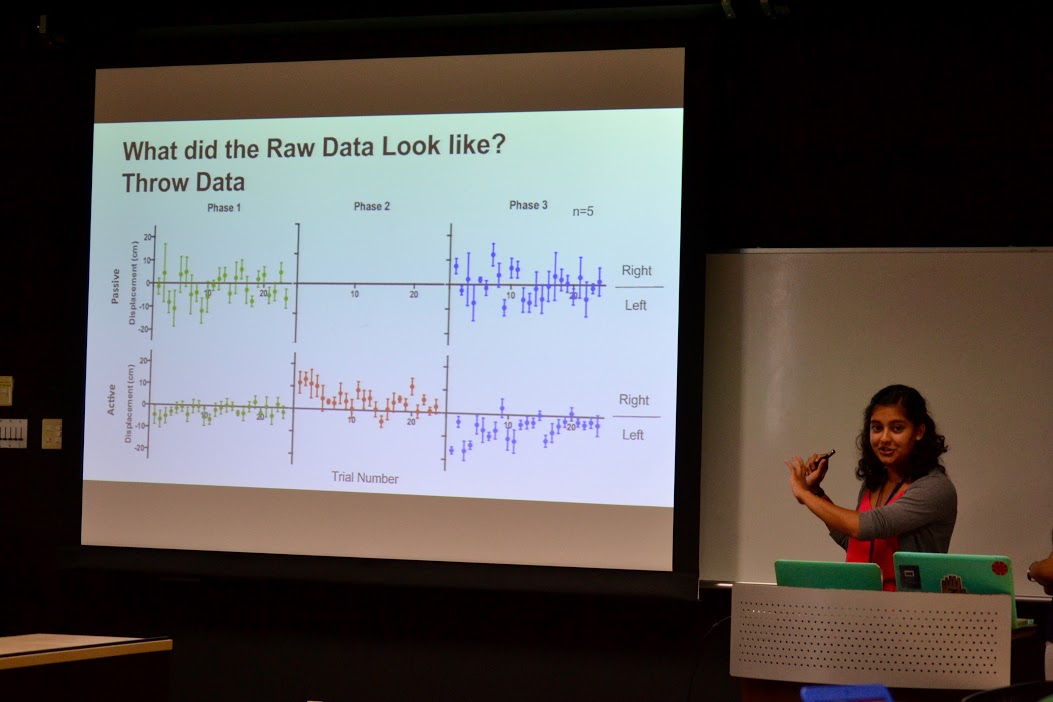 What did the Raw Data Look like?
Throw Data
Phase 1
Phase 2
Phase 3
n=5
Passive
Displacement (cm)
20
10
0
-10
-20
10
20
10
20
10
20
Right
Left
Active
Displacement (cm)
20
10
0
-10
-20
10
20
10
20
10
20
Right
Left
Trial Number